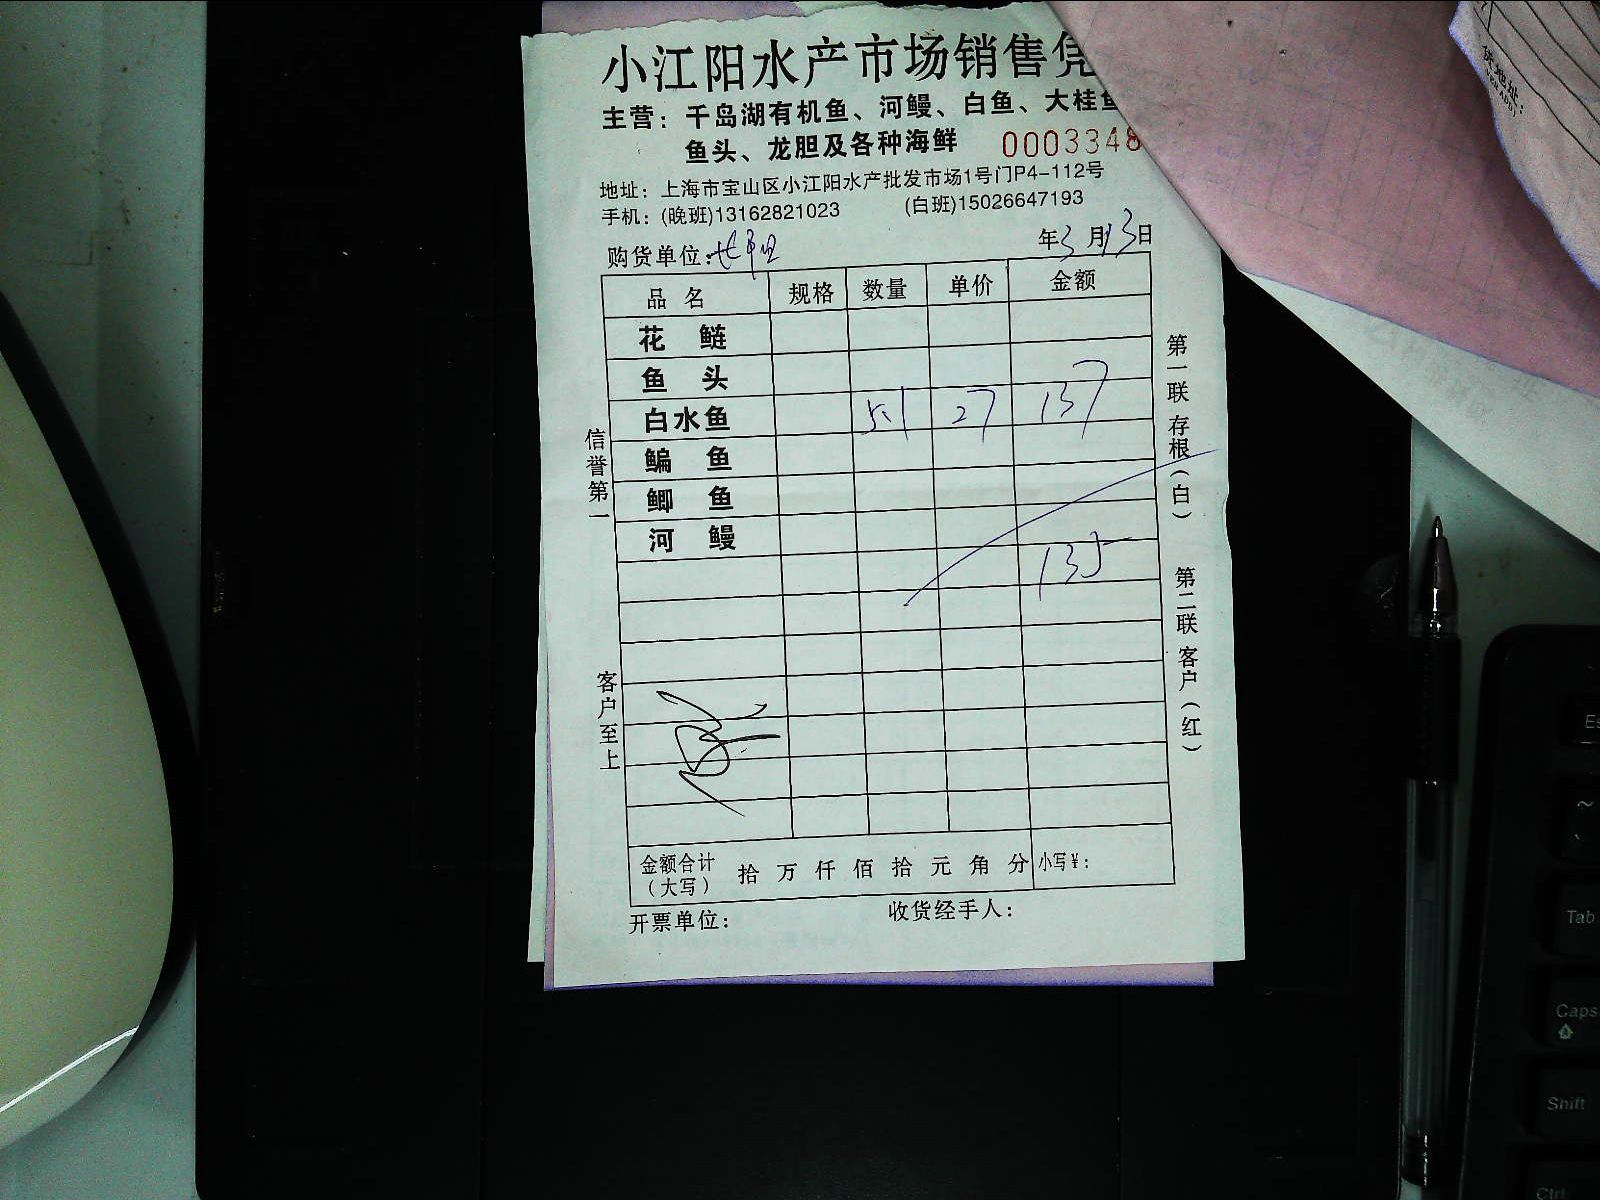 小江阳水产市场销售凭
主营：千岛湖有机鱼、河鳗、白鱼、大桂鱼
鱼头、龙胆及各种海鲜 0003348
地址：上海市宝山区小江阳水产批发市场1号门P4-112号
手机：(晚班)13162821023 (白班)15026647193
购货单位： 年3月13日
品名 规格 数量 单价 金额
花鲢
鱼头
白水鱼 5.1 27 137
鳊鱼
鲫鱼
河鳗
135
金额合计（大写） 拾 万 仟 佰 拾 元 角 分 小写￥：
开票单位： 收货经手人：
信誉第一
客户至上
第一联 存根（白）
第二联 客户（红）
Tab
Caps
Shift
Ctrl